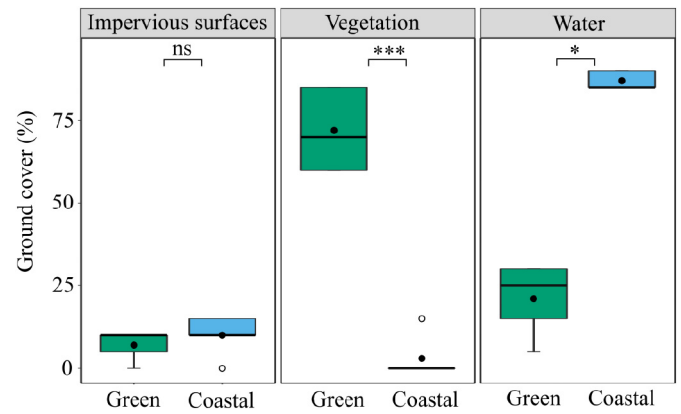 Impervious surfaces Vegetation Water
ns *** *
Ground cover (%)
75
50
25
0
Green Coastal Green Coastal Green Coastal